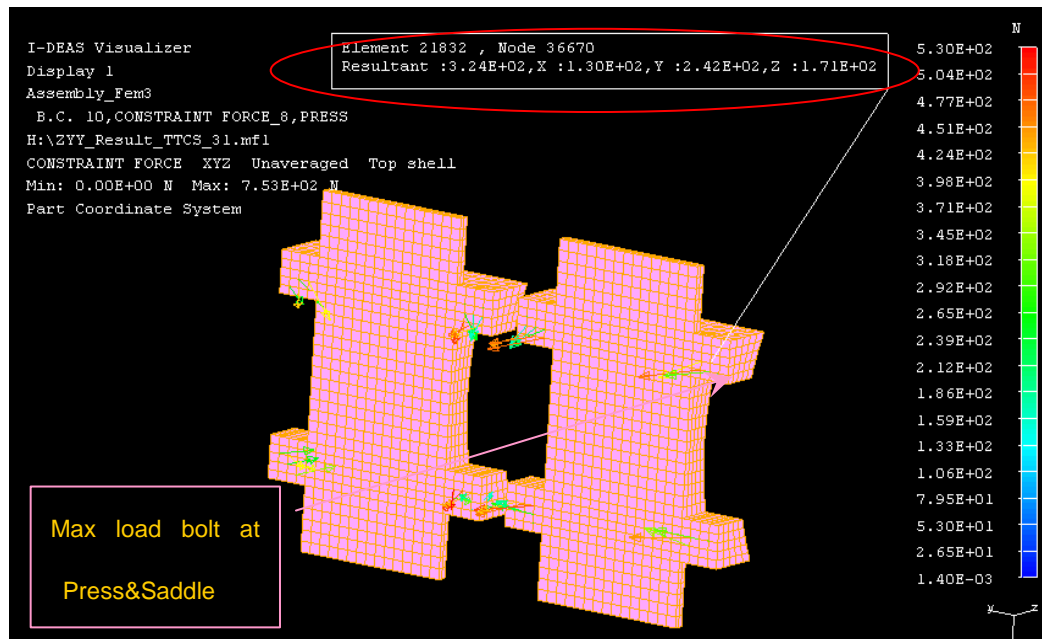 I-DEAS Visualizer
Display 1
Assembly_Fem3
B.C. 10,CONSTRAINT FORCE_8,PRESS
H:\ZYY_Result_TTCS_31.mf1
CONSTRAINT FORCE XYZ Unaveraged Top shell
Min: 0.00E+00 N Max: 7.53E+02 N
Part Coordinate System
Element 21832 , Node 36670
Resultant :3.24E+02,X :1.30E+02,Y :2.42E+02,Z :1.71E+02
N
5.30E+02
5.04E+02
4.77E+02
4.51E+02
4.24E+02
3.98E+02
3.71E+02
3.45E+02
3.18E+02
2.92E+02
2.65E+02
2.39E+02
2.12E+02
1.86E+02
1.59E+02
1.33E+02
1.06E+02
7.95E+01
5.30E+01
2.65E+01
1.40E-03
Max load bolt at
Press&Saddle
y z